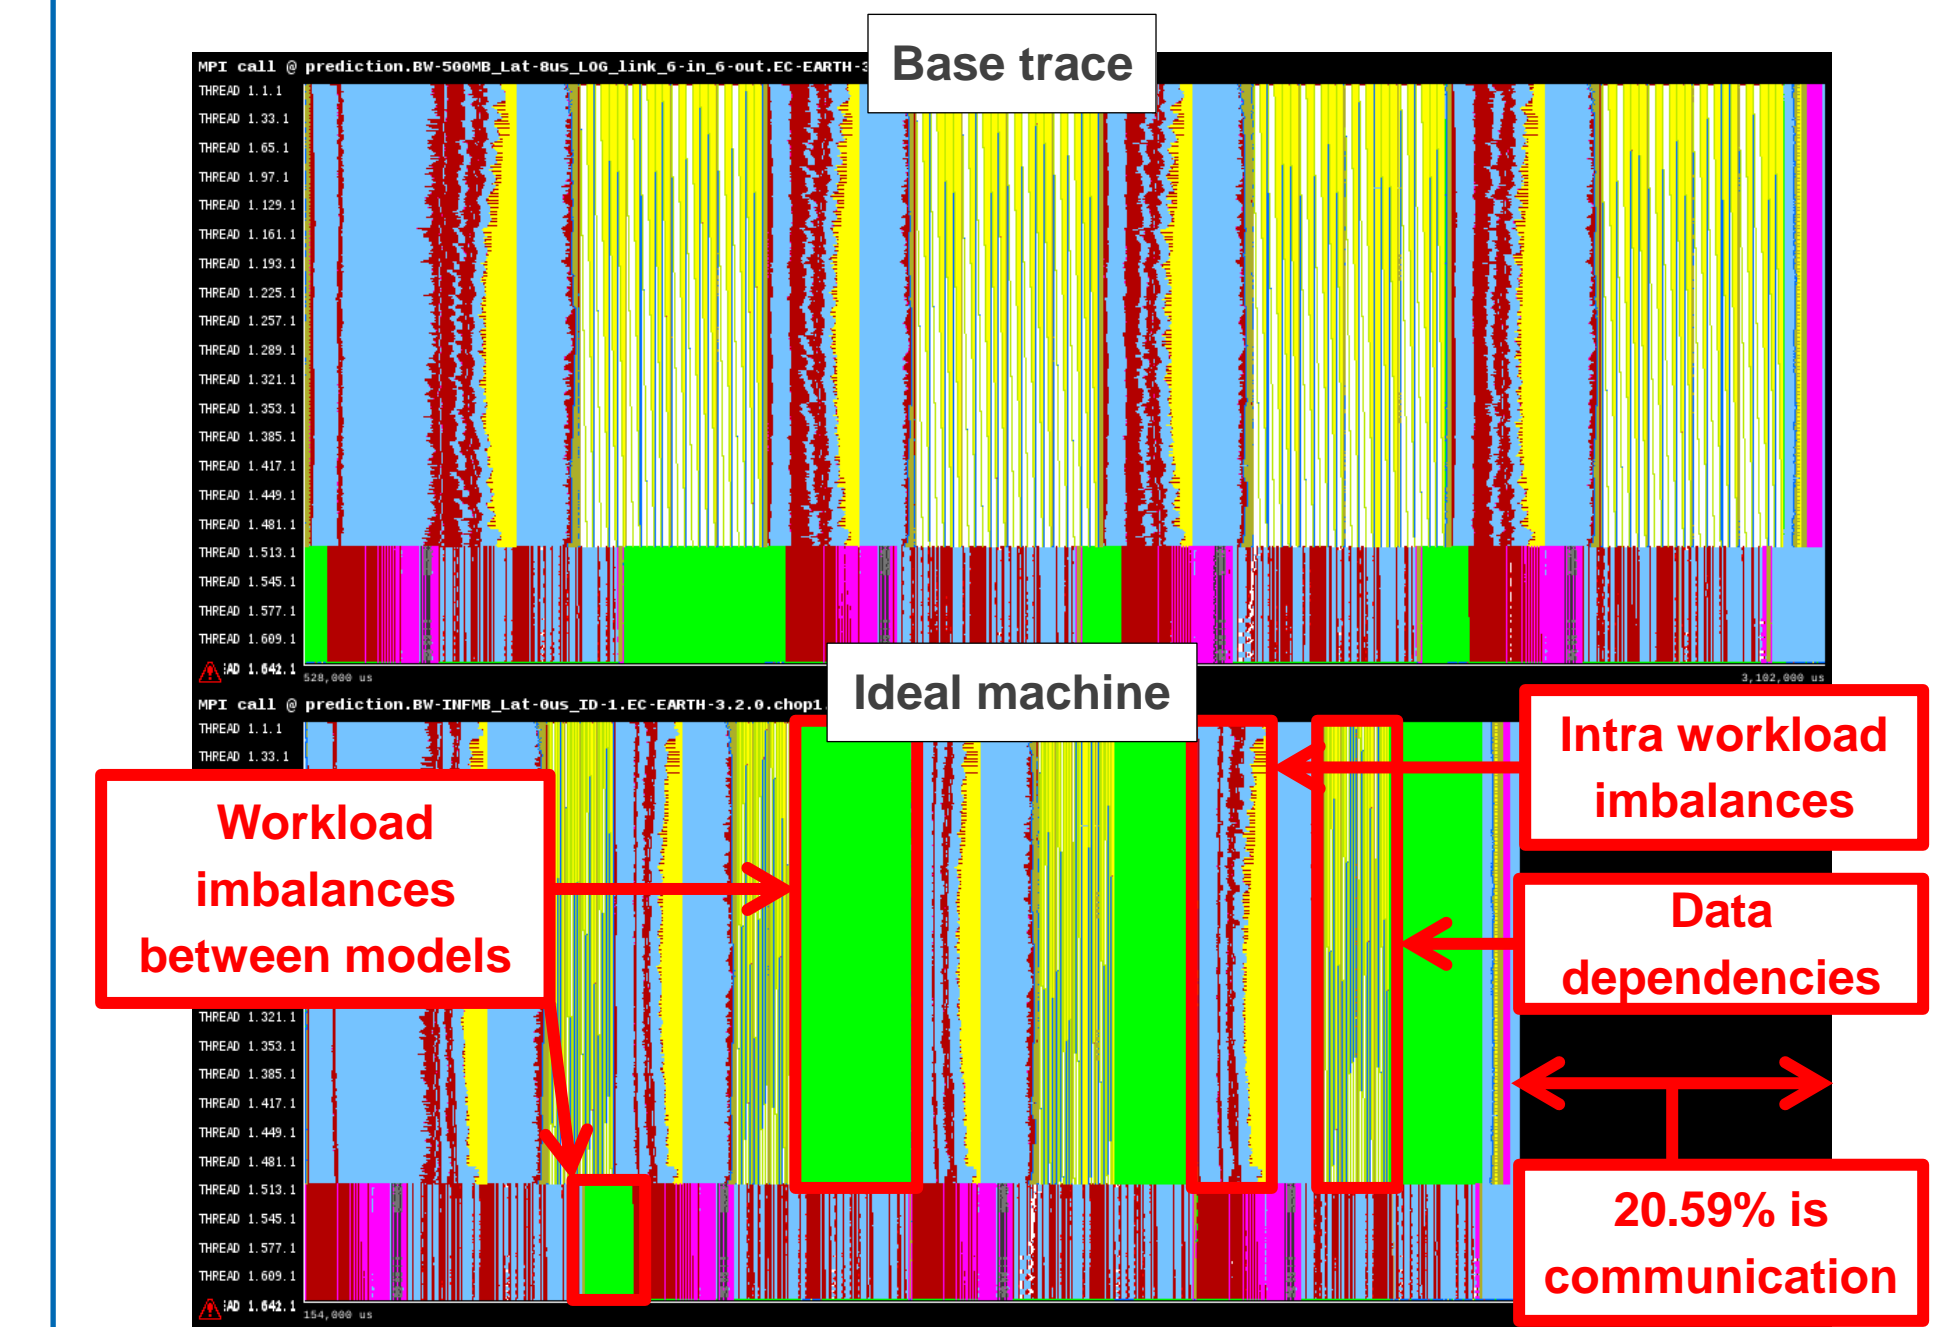 Base trace
MPI call @ prediction.BW-500MB_Lat-8us_LOG_link_6-in_6-out.EC-EARTH-3
THREAD 1.1.1
THREAD 1.33.1
THREAD 1.65.1
THREAD 1.97.1
THREAD 1.129.1
THREAD 1.161.1
THREAD 1.193.1
THREAD 1.225.1
THREAD 1.257.1
THREAD 1.289.1
THREAD 1.321.1
THREAD 1.353.1
THREAD 1.385.1
THREAD 1.417.1
THREAD 1.449.1
THREAD 1.481.1
THREAD 1.513.1
THREAD 1.545.1
THREAD 1.577.1
THREAD 1.609.1
AD 1.642.1
528,000 us
3,102,000 us
Ideal machine
MPI call @ prediction.BW-INFMB_Lat-0us_ID-1.EC-EARTH-3.2.0.chop1.
THREAD 1.1.1
THREAD 1.33.1
Intra workload
imbalances
Workload
imbalances
between models
Data
dependencies
THREAD 1.321.1
THREAD 1.353.1
THREAD 1.385.1
THREAD 1.417.1
THREAD 1.449.1
THREAD 1.481.1
THREAD 1.513.1
THREAD 1.545.1
THREAD 1.577.1
THREAD 1.609.1
AD 1.642.1
154,000 us
20.59% is
communication